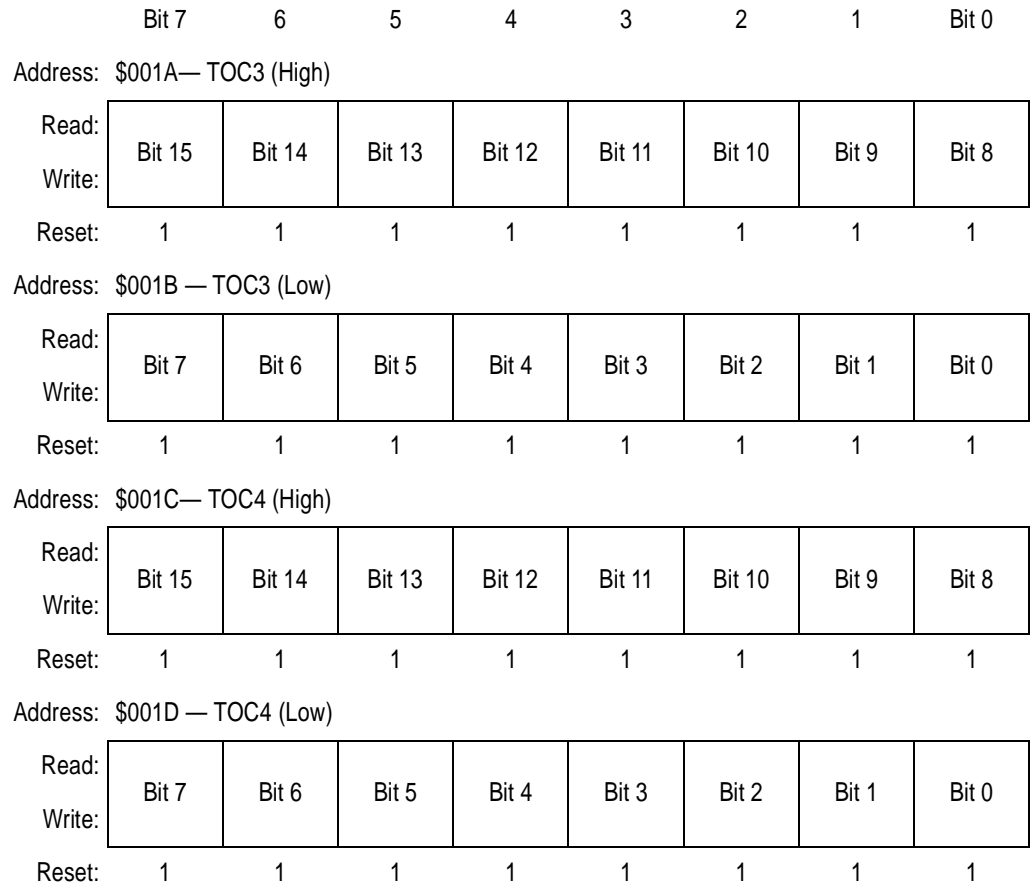 Bit 7 6 5 4 3 2 1 Bit 0
Address: $001A— TOC3 (High)
Read:
Bit 15 Bit 14 Bit 13 Bit 12 Bit 11 Bit 10 Bit 9 Bit 8
Write:
Reset: 1 1 1 1 1 1 1 1
Address: $001B — TOC3 (Low)
Read:
Bit 7 Bit 6 Bit 5 Bit 4 Bit 3 Bit 2 Bit 1 Bit 0
Write:
Reset: 1 1 1 1 1 1 1 1
Address: $001C— TOC4 (High)
Read:
Bit 15 Bit 14 Bit 13 Bit 12 Bit 11 Bit 10 Bit 9 Bit 8
Write:
Reset: 1 1 1 1 1 1 1 1
Address: $001D — TOC4 (Low)
Read:
Bit 7 Bit 6 Bit 5 Bit 4 Bit 3 Bit 2 Bit 1 Bit 0
Write:
Reset: 1 1 1 1 1 1 1 1